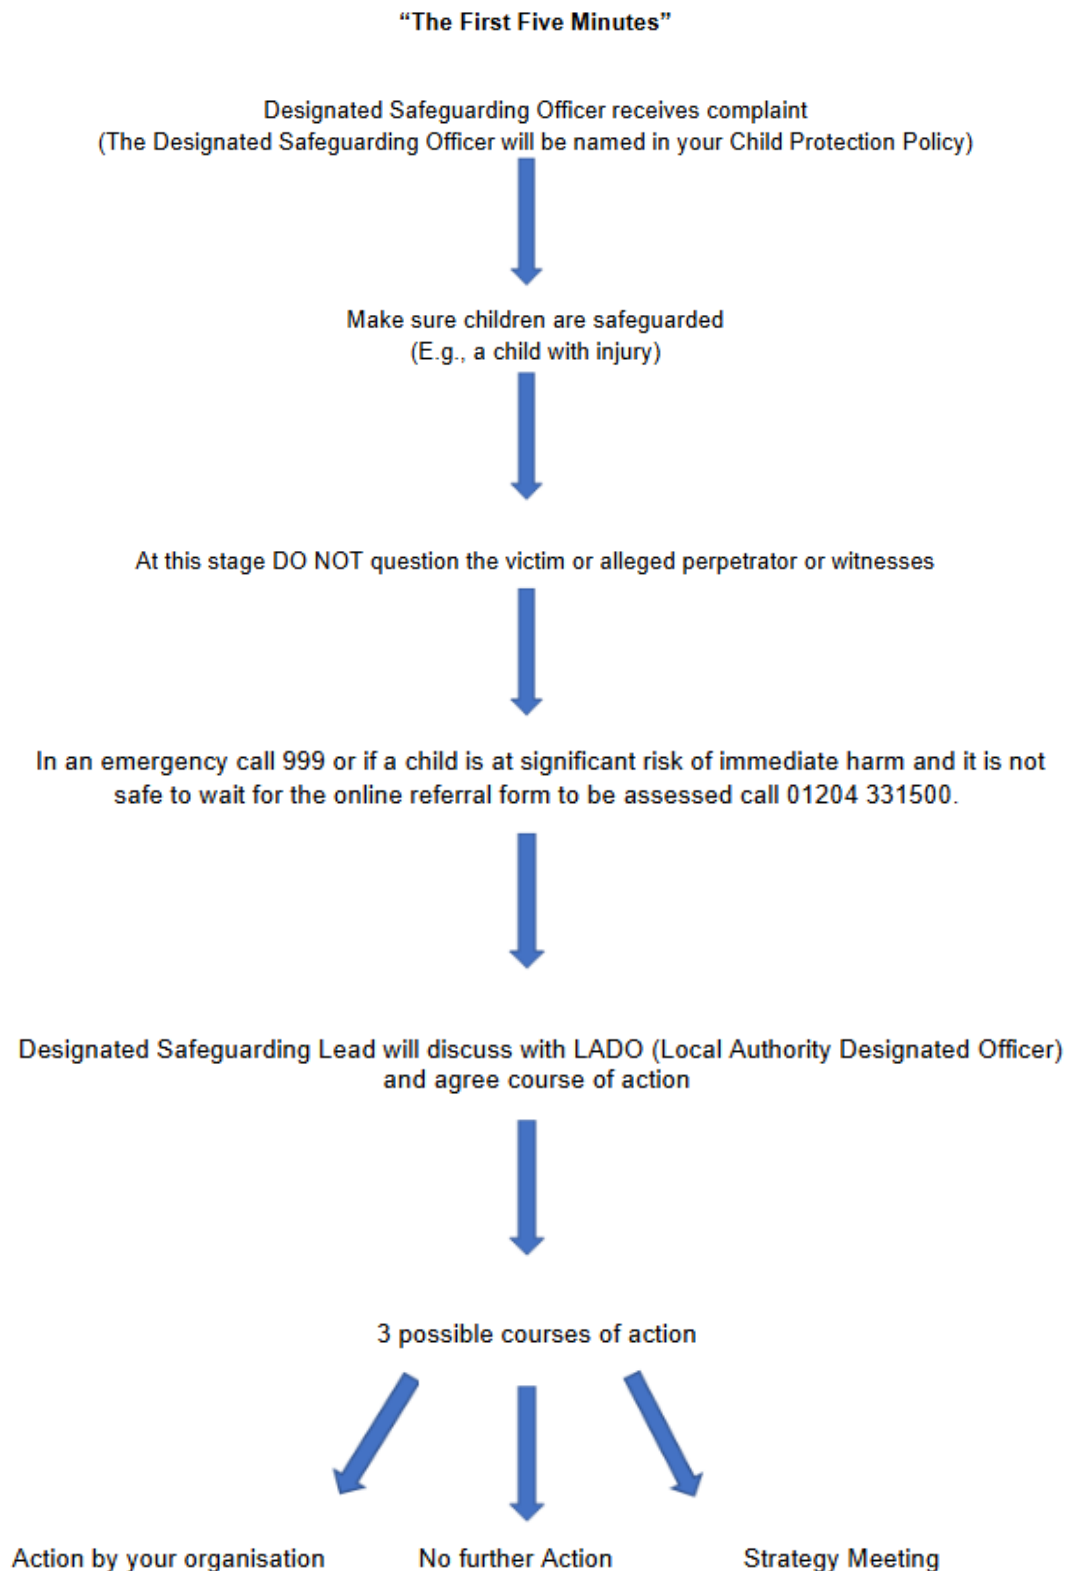 “The First Five Minutes”
Designated Safeguarding Officer receives complaint
(The Designated Safeguarding Officer will be named in your Child Protection Policy)
Make sure children are safeguarded
(E.g., a child with injury)
At this stage DO NOT question the victim or alleged perpetrator or witnesses
In an emergency call 999 or if a child is at significant risk of immediate harm and it is not
safe to wait for the online referral form to be assessed call 01204 331500.
Designated Safeguarding Lead will discuss with LADO (Local Authority Designated Officer)
and agree course of action
3 possible courses of action
Action by your organisation
No further Action
Strategy Meeting